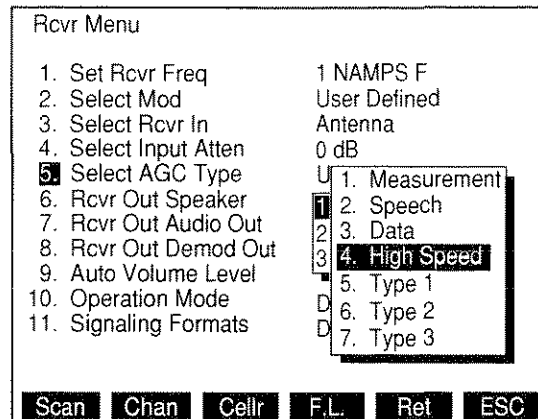 Rcvr Menu
1. Set Rcvr Freq 1 NAMPS F
2. Select Mod User Defined
3. Select Rcvr In Antenna
4. Select Input Atten 0 dB
5. Select AGC Type U
6. Rcvr Out Speaker 1
7. Rcvr Out Audio Out 2
8. Rcvr Out Demod Out 3
9. Auto Volume Level
10. Operation Mode D
11. Signaling Formats D
1. Measurement
2. Speech
3. Data
4. High Speed
5. Type 1
6. Type 2
7. Type 3
Scan Chan Cellr F.L. Ret ESC